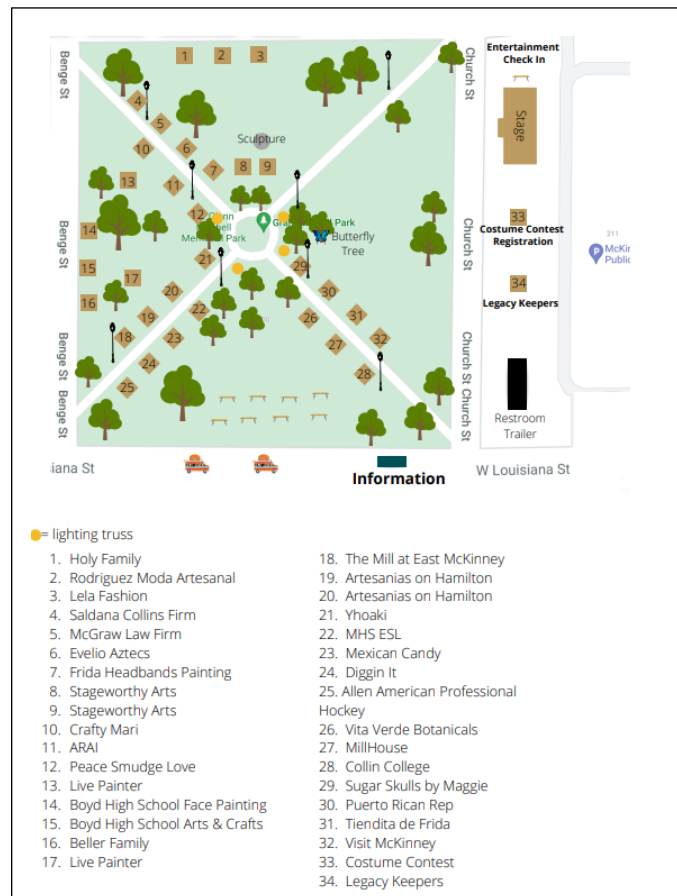 Benge St
1
2
3
Church St
Entertainment
Check In
Stage
4
5
6
10
Sculpture
7
8
9
11
13
12
14
Benge St
Butterfly
Tree
Church St
33
Costume Contest
Registration
211
Public
21
29
15
17
16
20
30
34
Legacy Keepers
19
22
26
31
18
23
27
32
24
28
25
Benge St
Benge St
Church St
Church St
Restroom
Trailer
siana St
Information
W Louisiana St
= lighting truss
1. Holy Family
2. Rodriguez Moda Artesanal
3. Lela Fashion
4. Saldana Collins Firm
5. McGraw Law Firm
6. Evelio Aztecs
7. Frida Headbands Painting
8. Stageworthy Arts
9. Stageworthy Arts
10. Crafty Mari
11. ARAI
12. Peace Smudge Love
13. Live Painter
14. Boyd High School Face Painting
15. Boyd High School Arts & Crafts
16. Beller Family
17. Live Painter
18. The Mill at East McKinney
19. Artesanias on Hamilton
20. Artesanias on Hamilton
21. Yhoaki
22. MHS ESL
23. Mexican Candy
24. Diggin It
25. Allen American Professional
Hockey
26. Vita Verde Botanicals
27. MillHouse
28. Collin College
29. Sugar Skulls by Maggie
30. Puerto Rican Rep
31. Tiendita de Frida
32. Visit McKinney
33. Costume Contest
34. Legacy Keepers